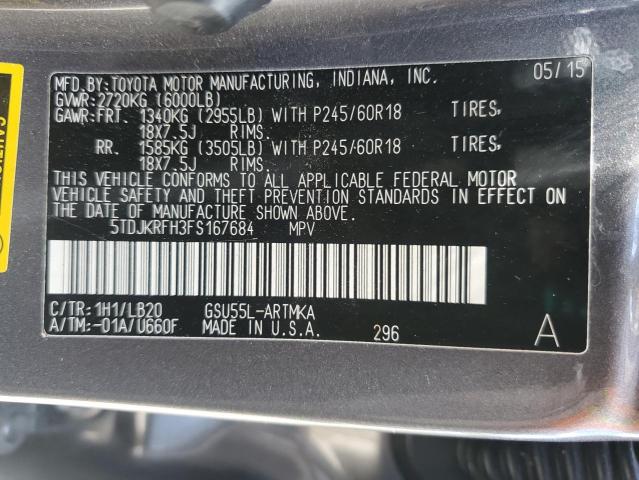 MFD.BY:TOYOTA MOTOR MANUFACTURING, INDIANA, INC. 05/15
GVWR:2720KG (6000LB)
GAWR:FRT. 1340KG (2955LB) WITH P245/60R18 TIRES,
18X7.5J RIMS.
RR. 1585KG (3505LB) WITH P245/60R18 TIRES,
18X7.5J RIMS.
THIS VEHICLE CONFORMS TO ALL APPLICABLE FEDERAL MOTOR
VEHICLE SAFETY AND THEFT PREVENTION STANDARDS IN EFFECT ON
THE DATE OF MANUFACTURE SHOWN ABOVE.
5TDJKRFH3FS167684 MPV
C/TR:1H1/LB20 GSU55L-ARTMKA
A/TM:-01A/U660F MADE IN U.S.A. 296 A